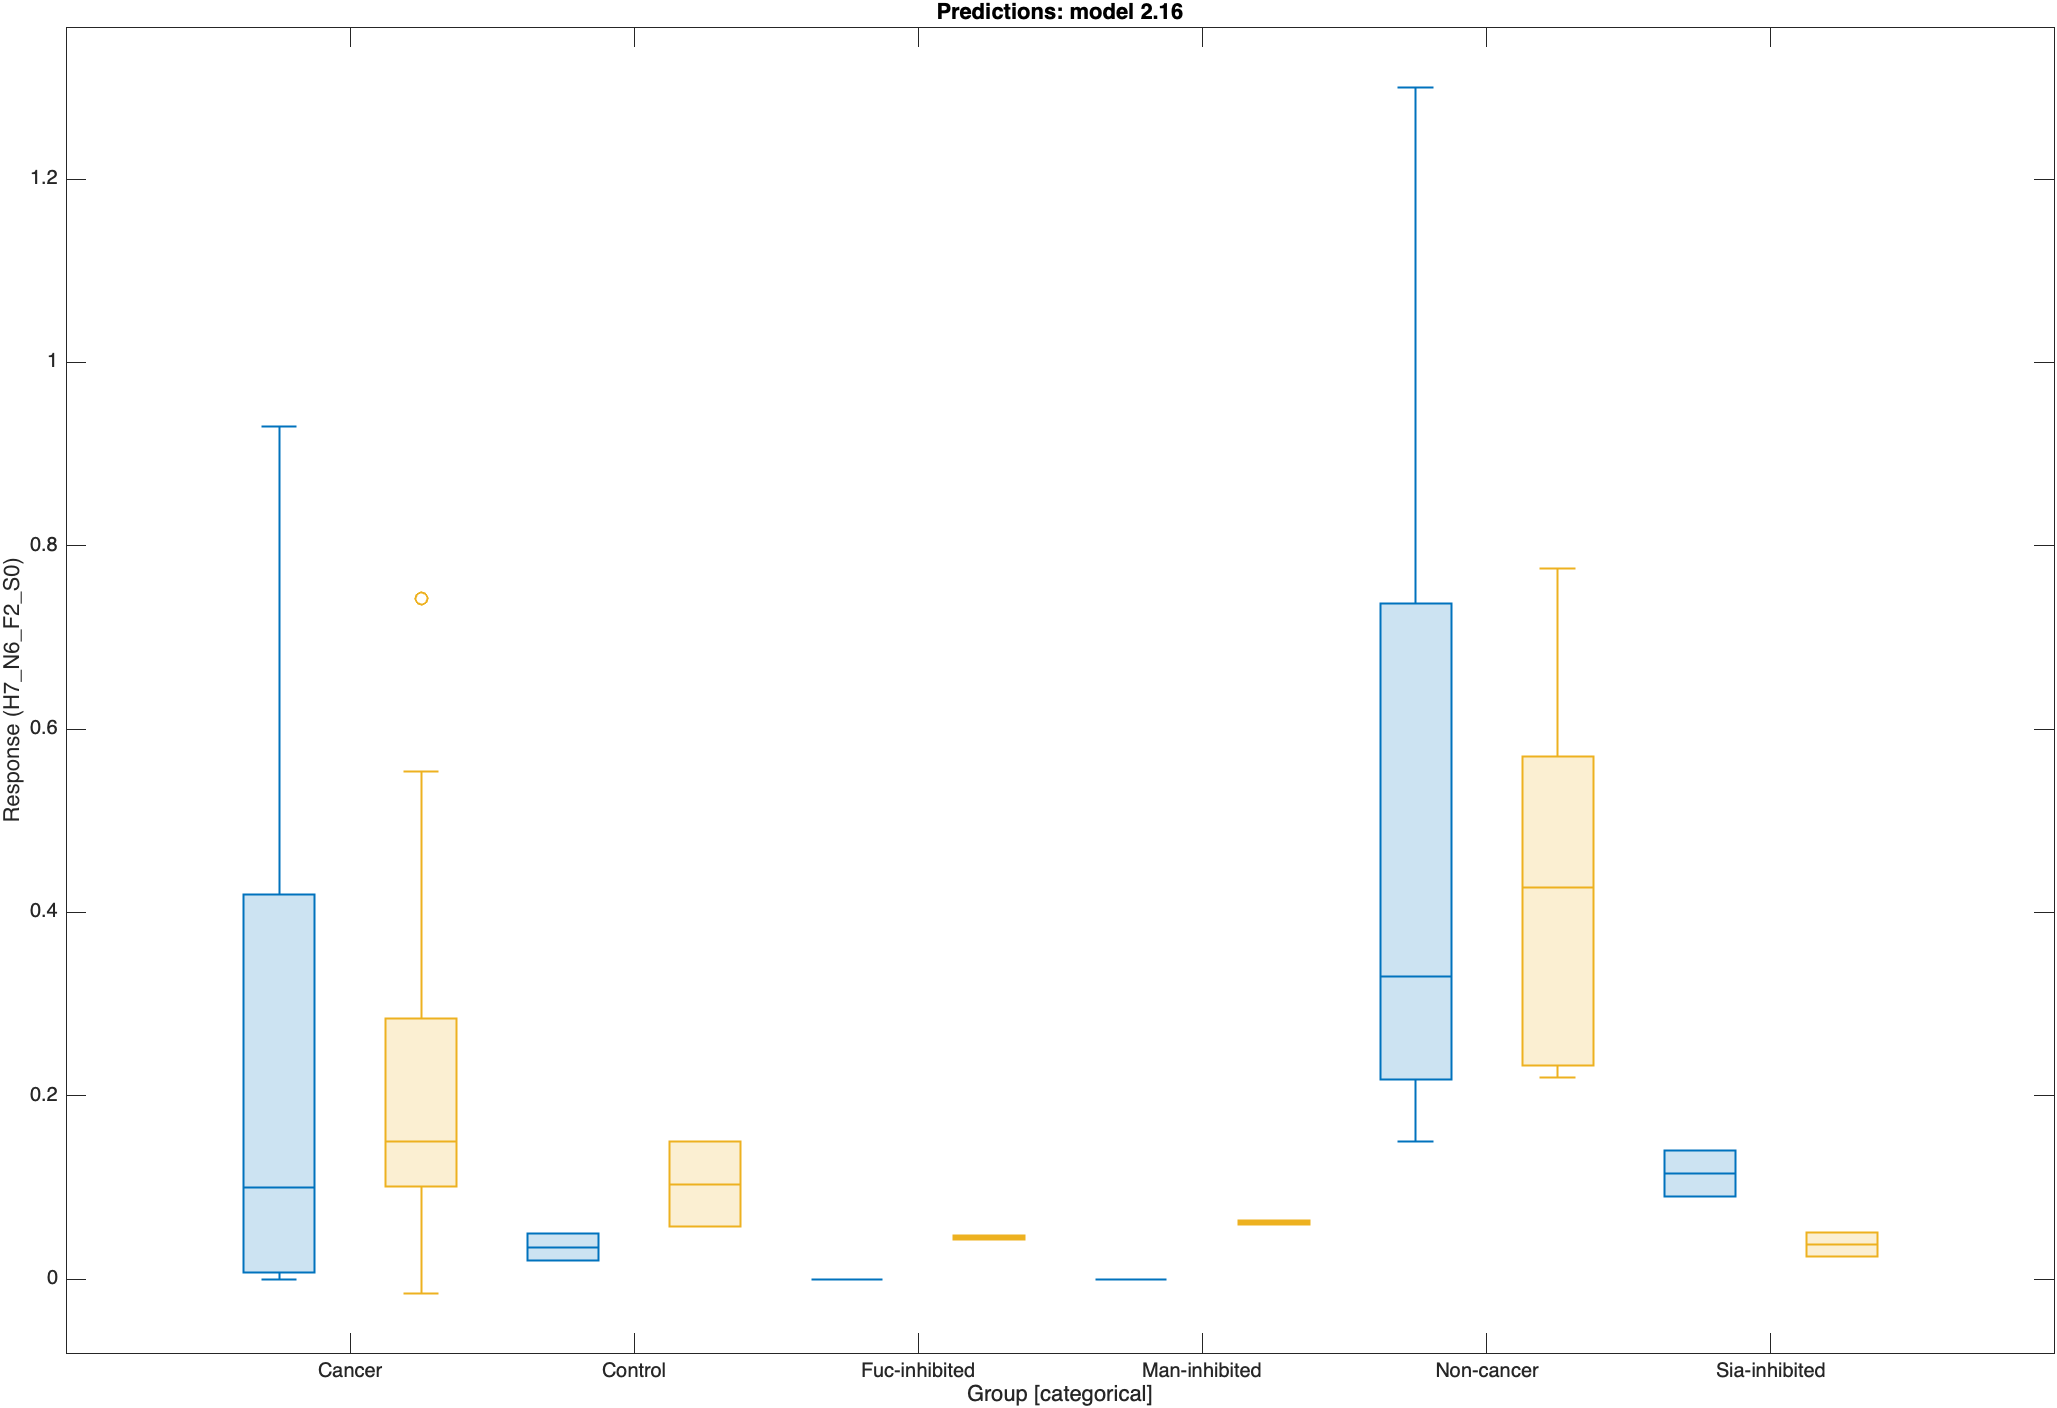 Predictions: model 2.16
1.2
1
0.8
0.6
0.4
0.2
0
Response (H7_N6_F2_S0)
Cancer Control Fuc-inhibited Man-inhibited Non-cancer Sia-inhibited
Group [categorical]